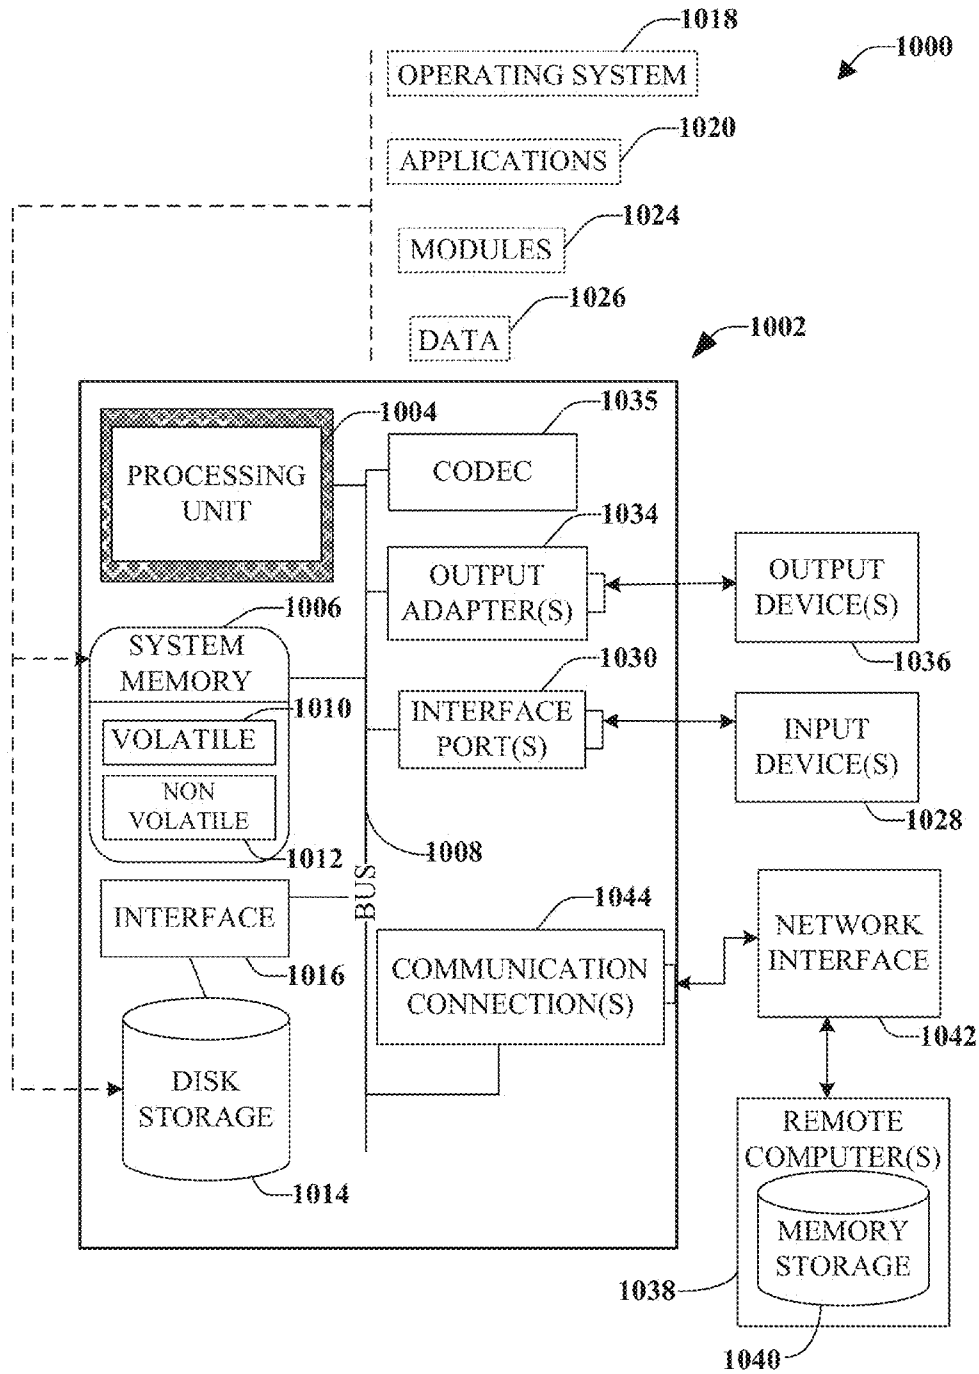 1018
1000
OPERATING SYSTEM
1020
APPLICATIONS
1024
MODULES
1026
DATA
1002
1004
1035
PROCESSING
UNIT
CODEC
1034
OUTPUT
ADAPTER(S)
OUTPUT
DEVICE(S)
1036
1006
SYSTEM
MEMORY
1030
INTERFACE
PORT(S)
INPUT
DEVICE(S)
1028
1010
VOLATILE
NON
VOLATILE
1012
1008
BUS
INTERFACE
1016
1044
COMMUNICATION
CONNECTION(S)
NETWORK
INTERFACE
1042
DISK
STORAGE
1014
REMOTE
COMPUTER(S)
MEMORY
STORAGE
1038
1040